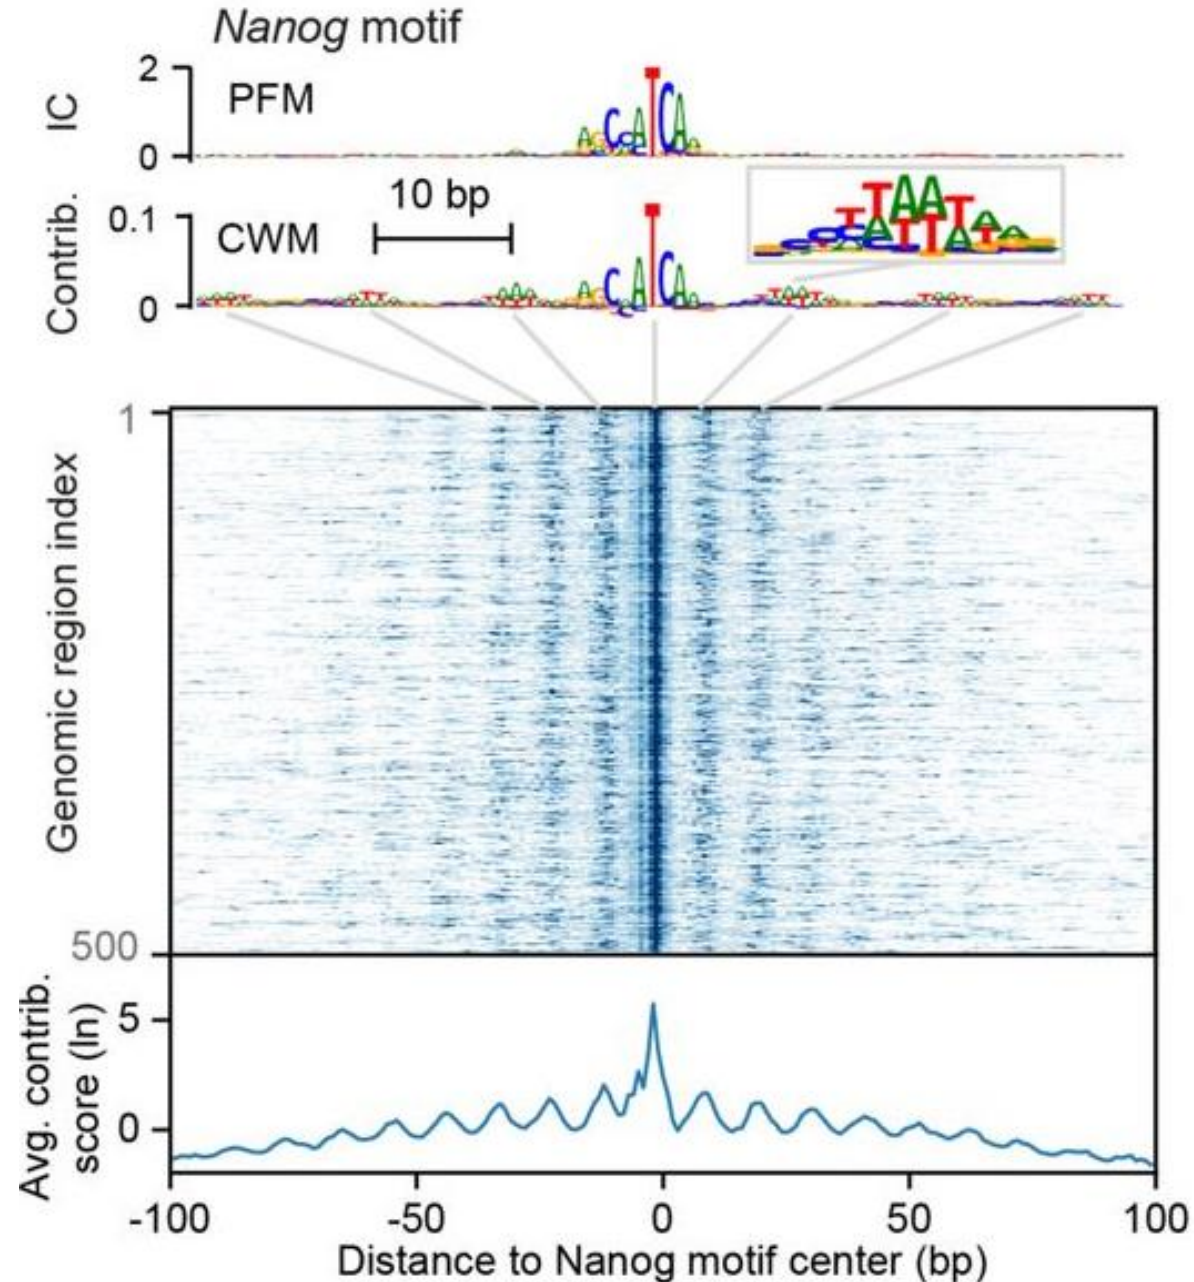 Nanog motif
2
IC
PFM
0
10 bp
0.1
Contrib.
CWM
0
1
Genomic region index
500
Avg. contrib.
score (ln)
5
0
-100 -50 0 50 100
Distance to Nanog motif center (bp)